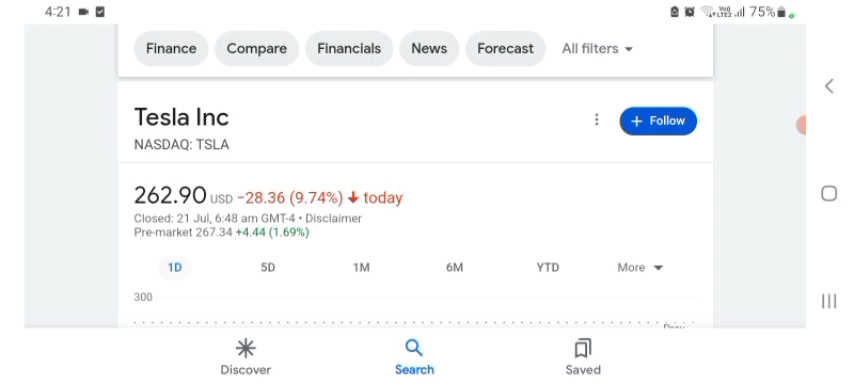 4:21 75%
Finance Compare Financials News Forecast All filters
Tesla Inc
+ Follow
NASDAQ: TSLA
262.90 USD −28.36 (9.74%) today
Closed: 21 Jul, 6:48 am GMT-4 • Disclaimer
Pre-market 267.34 +4.44 (1.69%)
1D 5D 1M 6M YTD More
300
Discover Search Saved